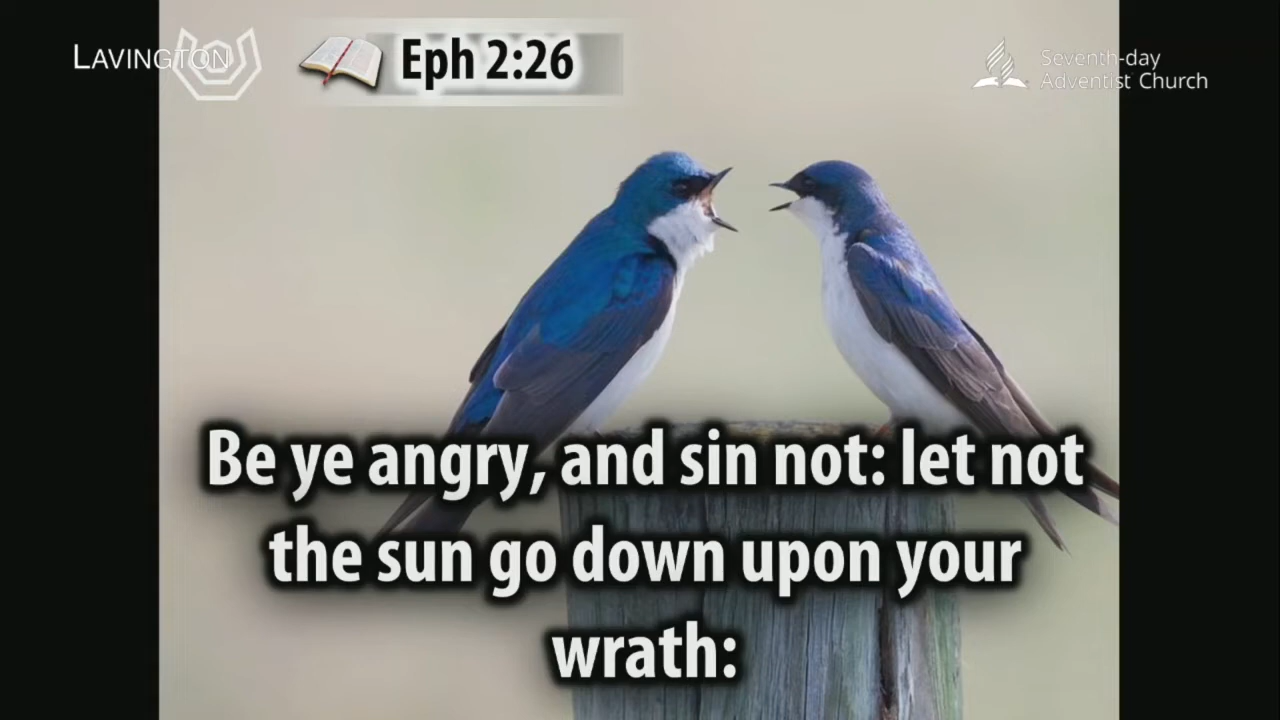 LAVINGTON
Eph 2:26
Seventh-day
Adventist Church
Be ye angry, and sin not: let not
the sun go down upon your
wrath: